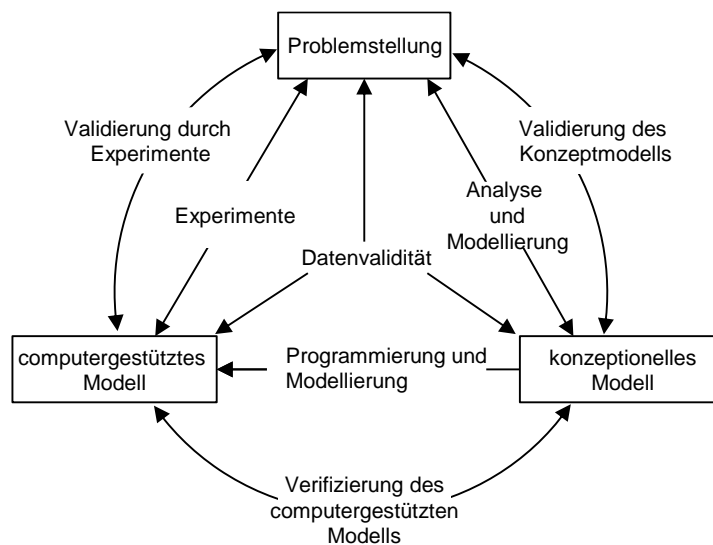 Problemstellung
Validierung durch
Experimente
Validierung des
Konzeptmodells
Experimente
Analyse
und
Modellierung
Datenvalidität
computergestütztes
Modell
Programmierung und
Modellierung
konzeptionelles
Modell
Verifizierung des
computergestützten
Modells